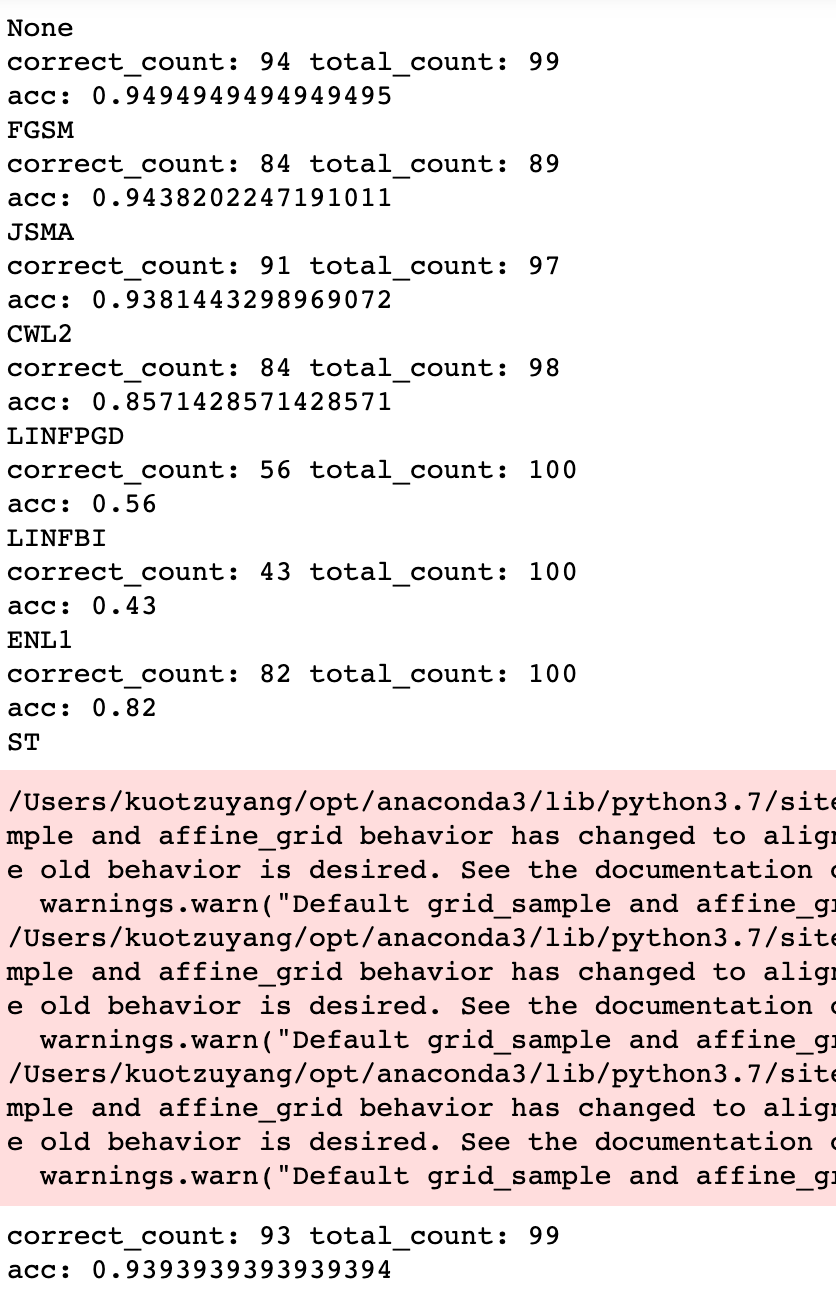 None
correct_count: 94 total_count: 99
acc: 0.9494949494949495
FGSM
correct_count: 84 total_count: 89
acc: 0.9438202247191011
JSMA
correct_count: 91 total_count: 97
acc: 0.9381443298969072
CWL2
correct_count: 84 total_count: 98
acc: 0.8571428571428571
LINFPGD
correct_count: 56 total_count: 100
acc: 0.56
LINFBI
correct_count: 43 total_count: 100
acc: 0.43
ENL1
correct_count: 82 total_count: 100
acc: 0.82
ST
/Users/kuotzuyang/opt/anaconda3/lib/python3.7/site
mple and affine_grid behavior has changed to align
e old behavior is desired. See the documentation o
  warnings.warn("Default grid_sample and affine_gr
/Users/kuotzuyang/opt/anaconda3/lib/python3.7/site
mple and affine_grid behavior has changed to align
e old behavior is desired. See the documentation o
  warnings.warn("Default grid_sample and affine_gr
/Users/kuotzuyang/opt/anaconda3/lib/python3.7/site
mple and affine_grid behavior has changed to align
e old behavior is desired. See the documentation o
  warnings.warn("Default grid_sample and affine_gr
correct_count: 93 total_count: 99
acc: 0.9393939393939394